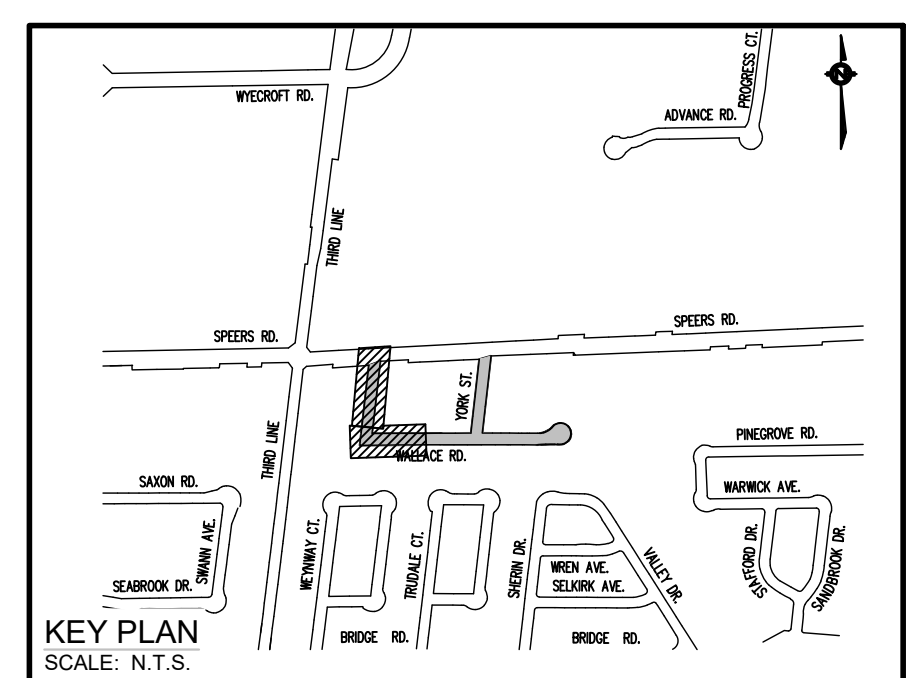 WYECROFT RD.
PROGRESS CT.
ADVANCE RD.
N
THIRD LINE
SPEERS RD.
SPEERS RD.
YORK ST.
WALLACE RD.
THIRD LINE
PINEGROVE RD.
SAXON RD.
WARWICK AVE.
SWANN AVE.
SEABROOK DR.
WEYNWAY CT.
TRUDALE CT.
SHERIN DR.
WREN AVE.
SELKIRK AVE.
VALLEY DR.
STAFFORD DR.
SANDBROOK DR.
BRIDGE RD.
BRIDGE RD.
KEY PLAN
SCALE: N.T.S.